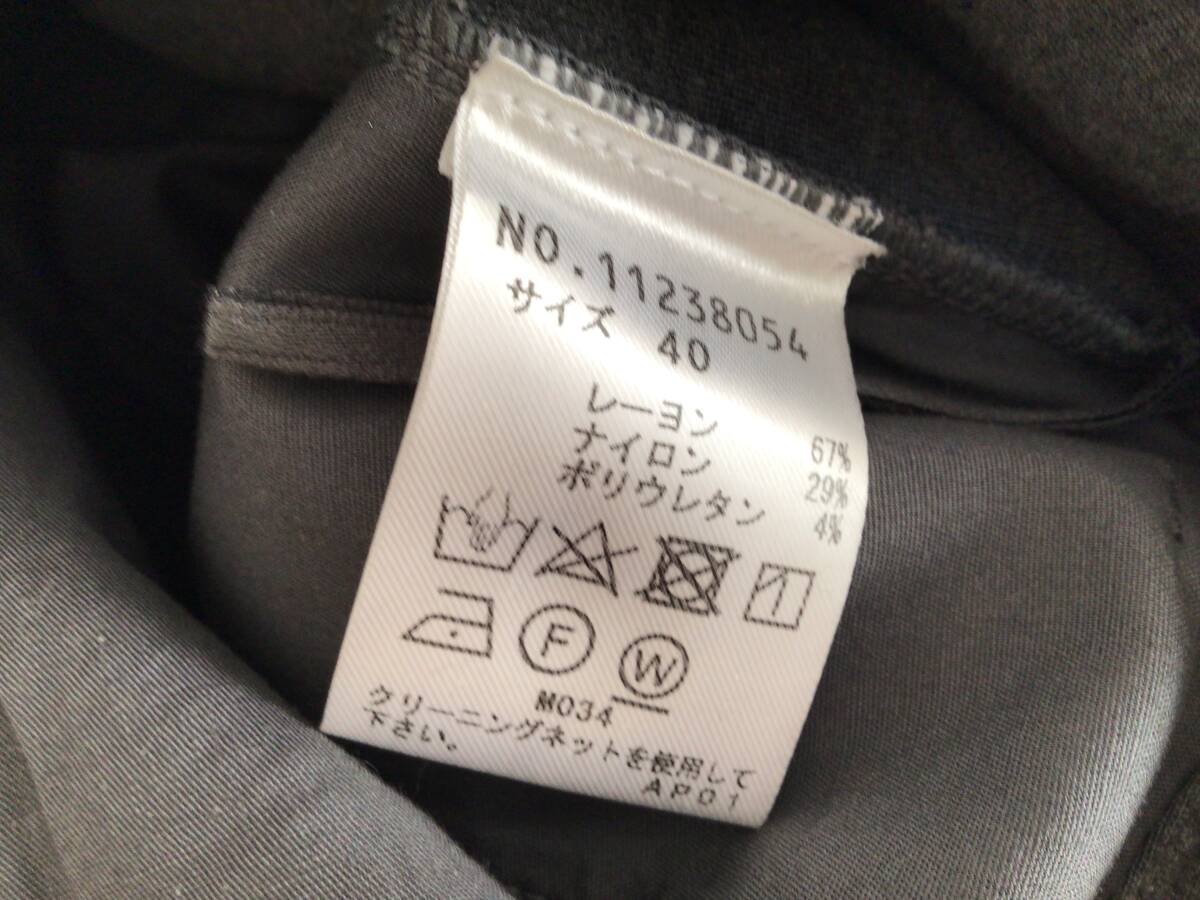 NO.11238054
サイズ 40
レーヨン 67%
ナイロン 29%
ポリウレタン 4%
F W
M034
クリーニングネットを使用して
下さい。
AP01